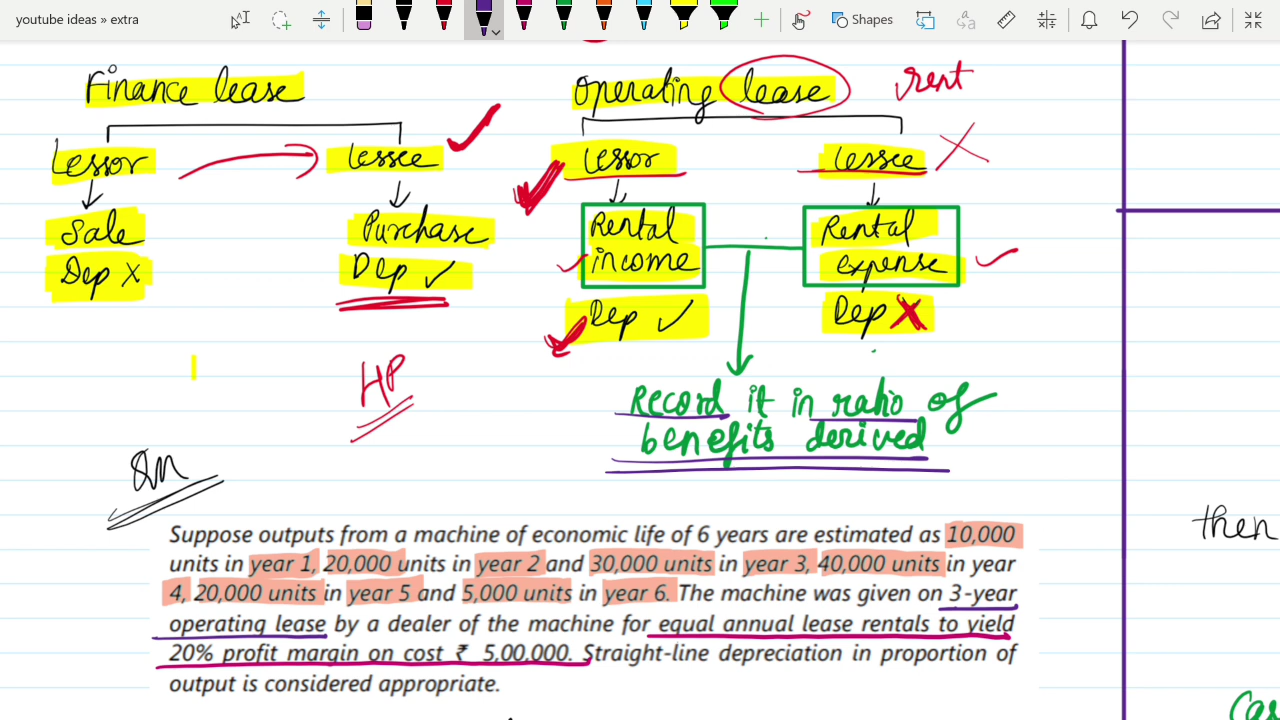 youtube ideas » extra
Shapes
Finance lease
Operating lease
rent
Lessor
Lessee
Lessor
Lessee
Sale
Purchase
Rental
Rental
income
expense
Dep X
Dep ✓
Dep ✓
Dep X
HP
Record it in ratio of
benefits derived
then
Suppose outputs from a machine of economic life of 6 years are estimated as 10,000
units in year 1, 20,000 units in year 2 and 30,000 units in year 3, 40,000 units in year
4, 20,000 units in year 5 and 5,000 units in year 6. The machine was given on 3-year
operating lease by a dealer of the machine for equal annual lease rentals to yield
20% profit margin on cost ₹ 5,00,000. Straight-line depreciation in proportion of
output is considered appropriate.